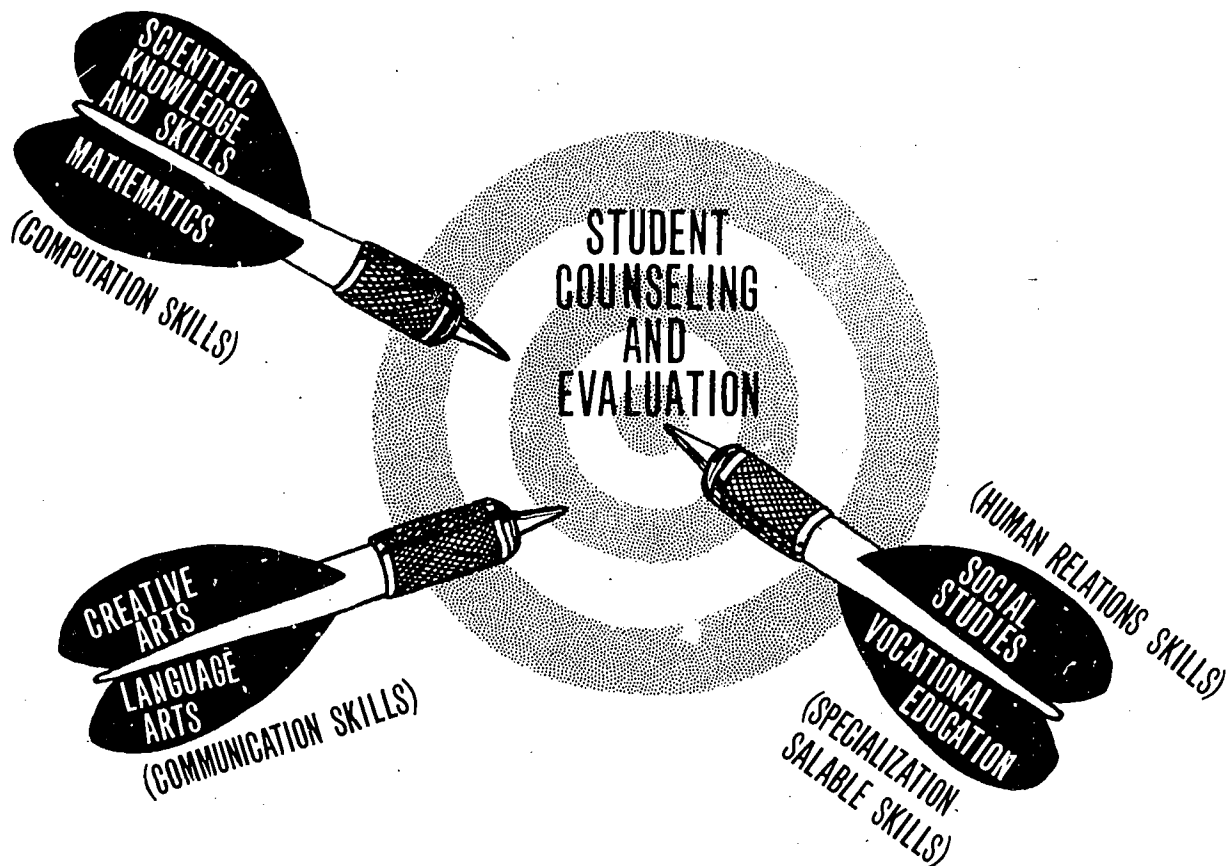 SCIENTIFIC
KNOWLEDGE
AND SKILLS
MATHEMATICS
(COMPUTATION SKILLS)
STUDENT
COUNSELING
AND
EVALUATION
CREATIVE
ARTS
LANGUAGE
ARTS
(COMMUNICATION SKILLS)
(HUMAN RELATIONS SKILLS)
SOCIAL
STUDIES
VOCATIONAL
EDUCATION
(SPECIALIZATION-
SALABLE SKILLS)